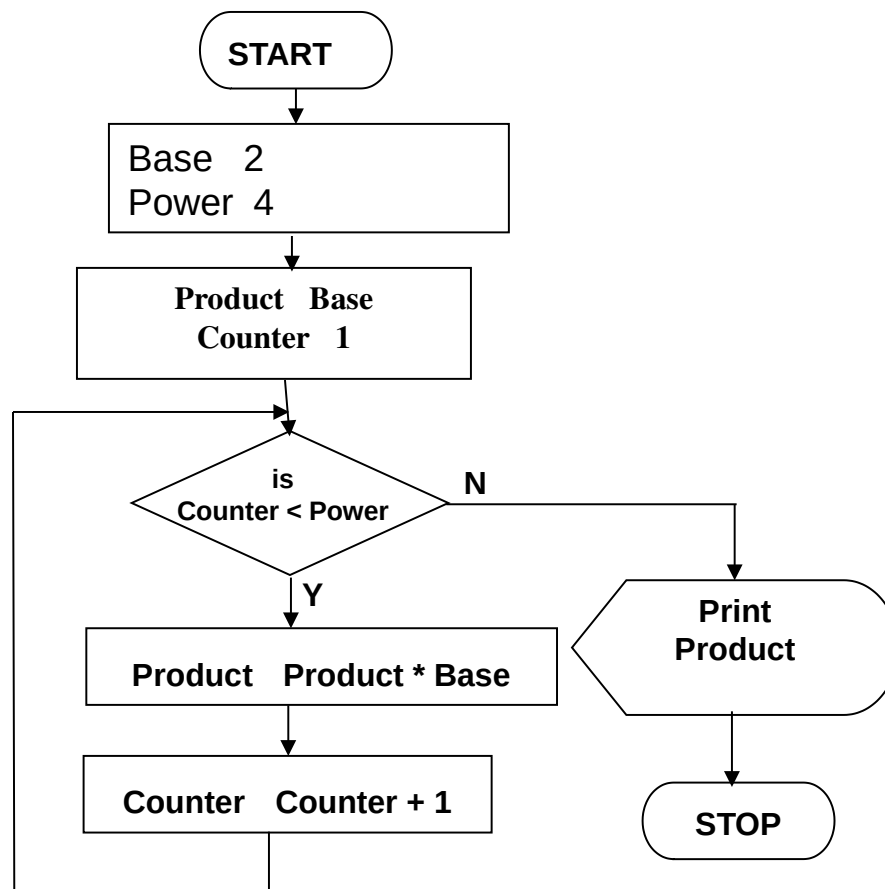 START
Base 2
Power 4
Product Base
Counter 1
is
Counter < Power
N
Y
Product Product * Base
Counter Counter + 1
Print
Product
STOP